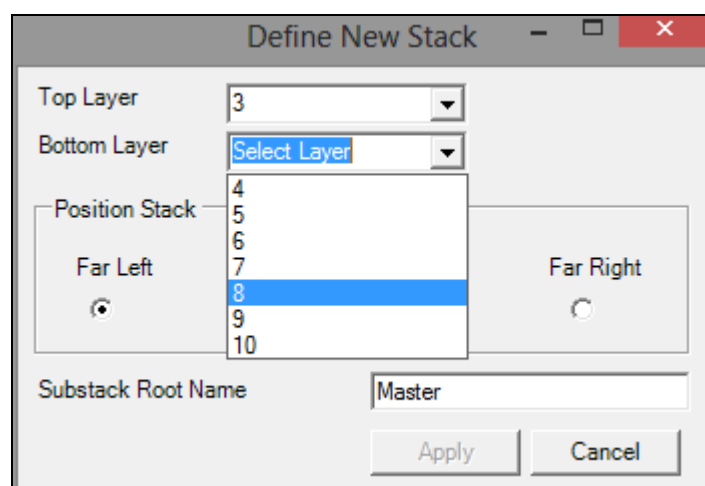 Define New Stack
Top Layer 3
Bottom Layer Select Layer
4
Position Stack 5
6
Far Left 7 Far Right
8
9
10
Substack Root Name Master
Apply Cancel